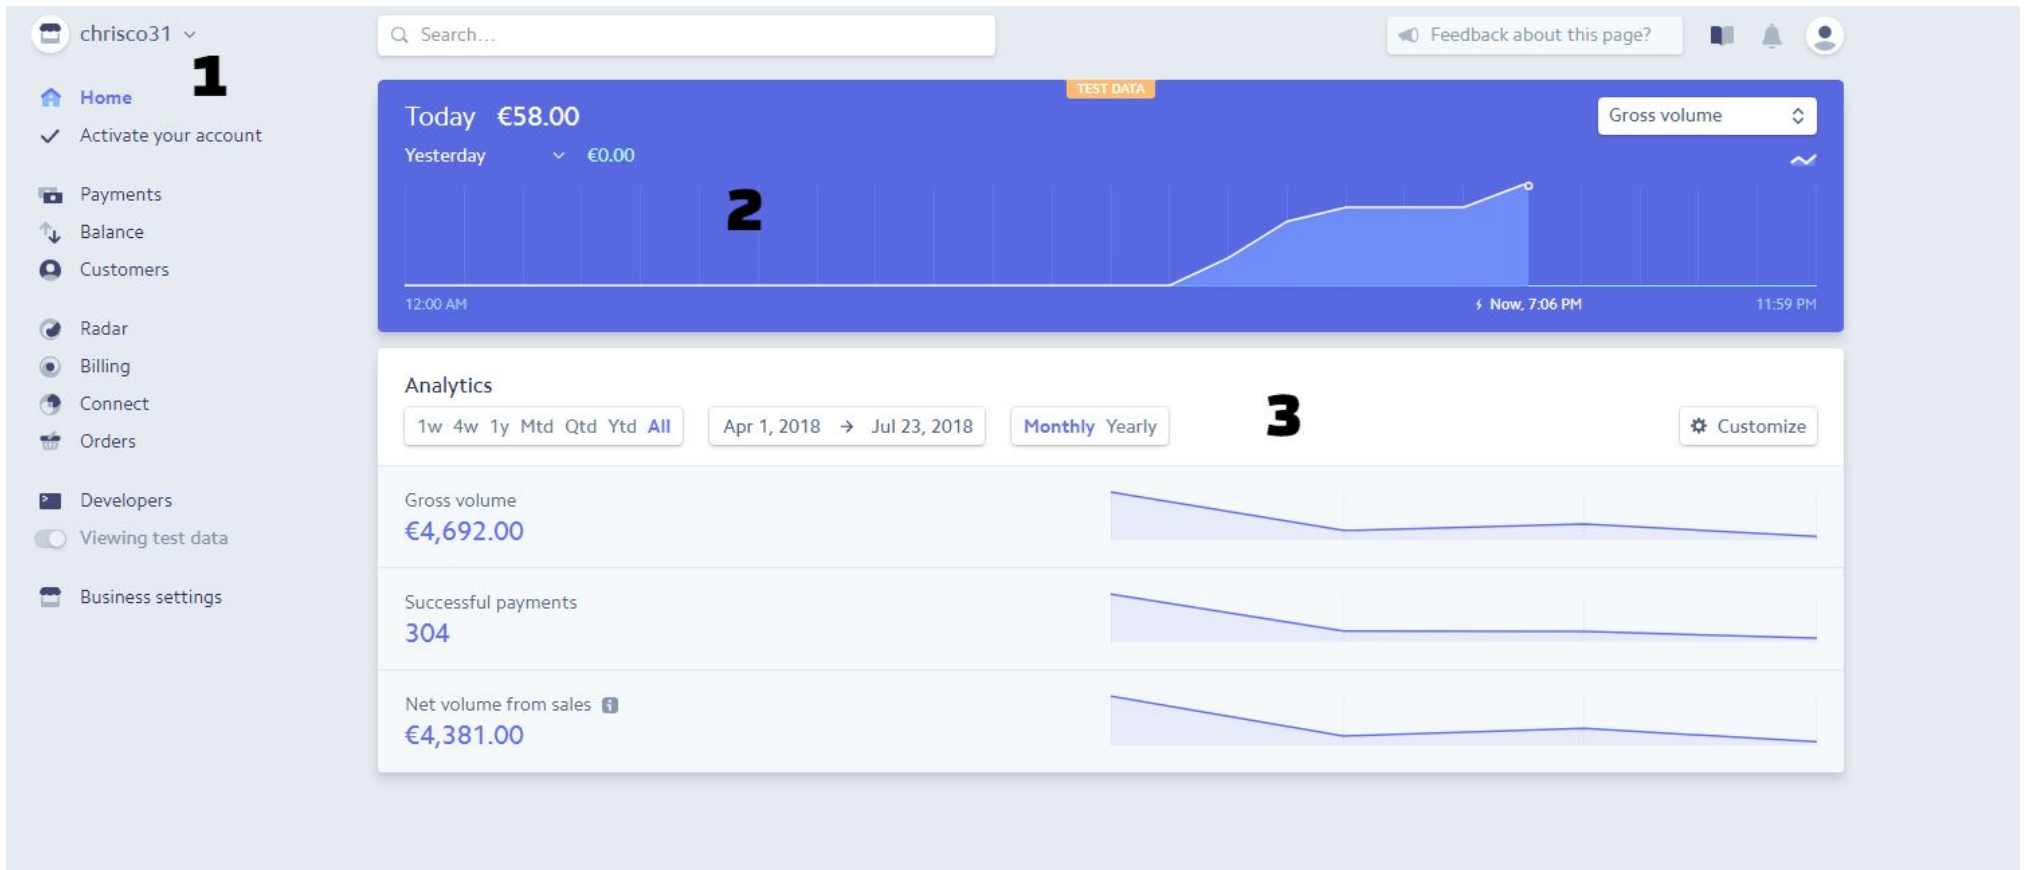 chrisco31
1
Home
Activate your account
Payments
Balance
Customers
Radar
Billing
Connect
Orders
Developers
Viewing test data
Business settings
Search...
Feedback about this page?
TEST DATA
Today €58.00
Gross volume
Yesterday €0.00
2
12:00 AM
Now, 7:06 PM
11:59 PM
Analytics
3
1w 4w 1y Mtd Qtd Ytd All
Apr 1, 2018 → Jul 23, 2018
Monthly Yearly
Customize
Gross volume
€4,692.00
Successful payments
304
Net volume from sales i
€4,381.00